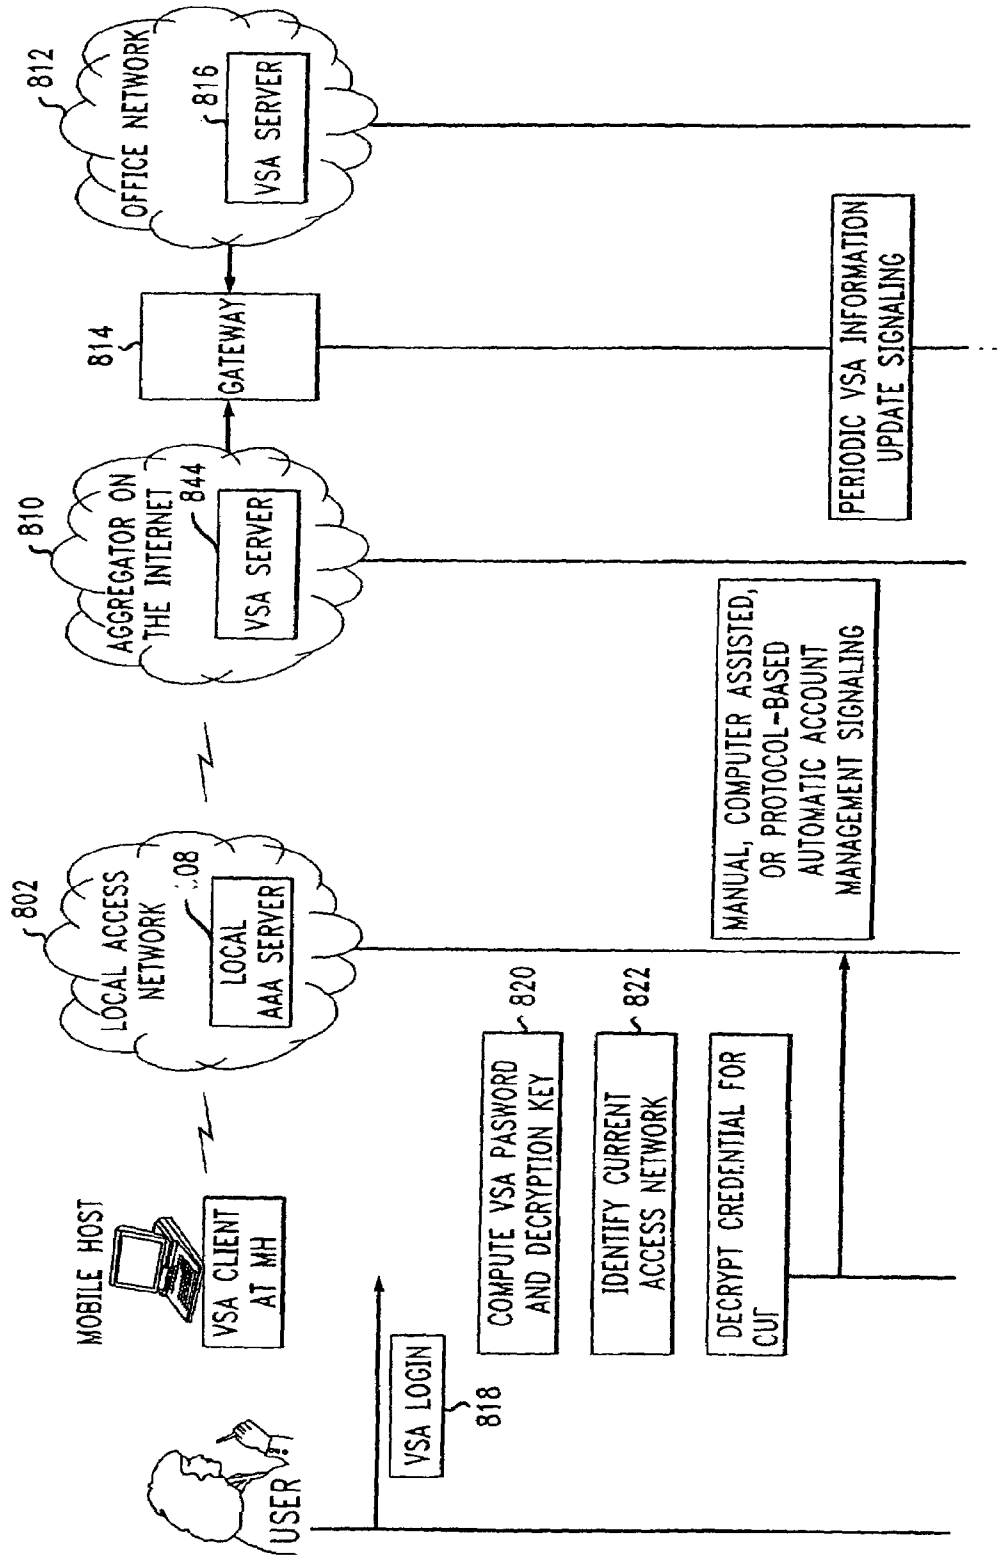 USER
MOBILE HOST
VSA CLIENT
AT MH
802
LOCAL ACCESS
NETWORK
08
LOCAL
AAA SERVER
810
AGGREGATOR ON
THE INTERNET
844
VSA SERVER
814
GATEWAY
812
OFFICE NETWORK
816
VSA SERVER
VSA LOGIN
818
COMPUTE VSA PASWORD
AND DECRYPTION KEY
820
IDENTIFY CURRENT
ACCESS NETWORK
822
DECRYPT CREDENTIAL FOR
MANUAL, COMPUTER ASSISTED,
OR PROTOCOL-BASED
AUTOMATIC ACCOUNT
MANAGEMENT SIGNALING
PERIODIC VSA INFORMATION
UPDATE SIGNALING